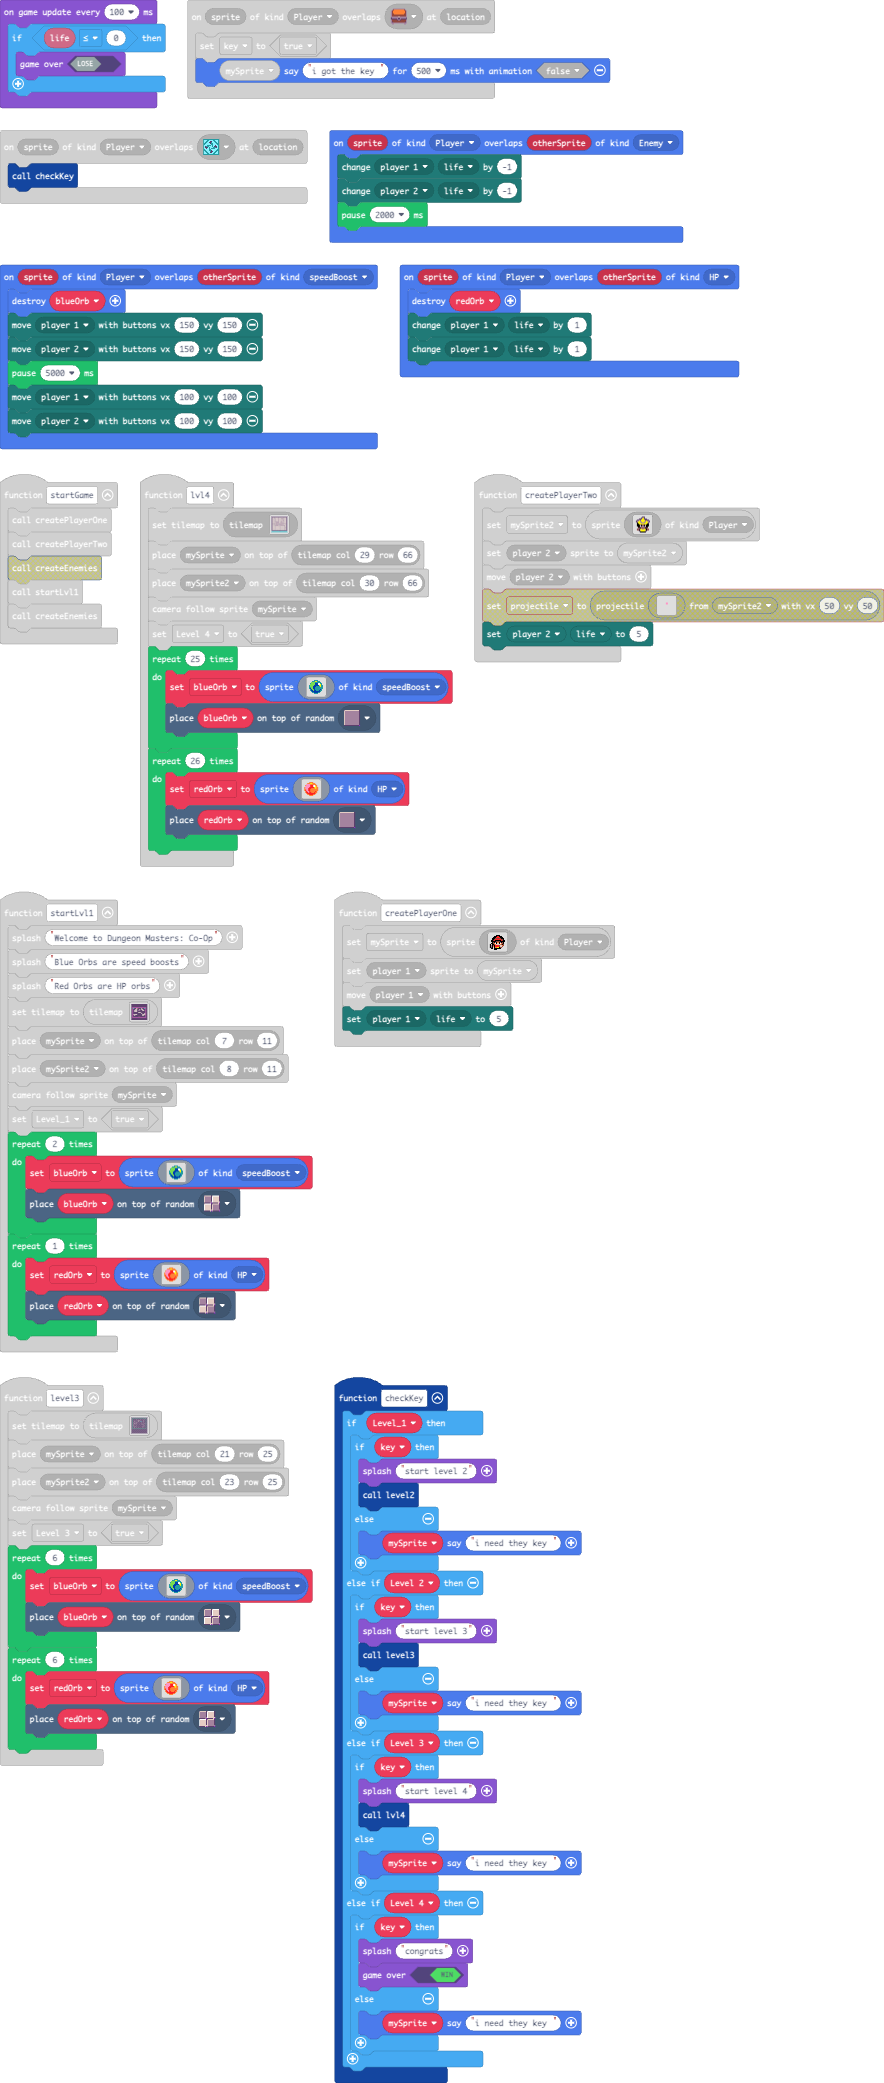 on game update every 100 ms
if life ≤ 0 then
game over LOSE
on sprite of kind Player overlaps at location
set key to true
mySprite say "i got the key" for 500 ms with animation false
on sprite of kind Player overlaps at location
call checkKey
on sprite of kind Player overlaps otherSprite of kind Enemy
change player 1 life by -1
change player 2 life by -1
pause 2000 ms
on sprite of kind Player overlaps otherSprite of kind speedBoost
destroy blueOrb
move player 1 with buttons vx 150 vy 150
move player 2 with buttons vx 150 vy 150
pause 5000 ms
move player 1 with buttons vx 100 vy 100
move player 2 with buttons vx 100 vy 100
on sprite of kind Player overlaps otherSprite of kind HP
destroy redOrb
change player 1 life by 1
change player 1 life by 1
function startGame
call createPlayerOne
call createPlayerTwo
call createEnemies
call startLvl1
call createEnemies
function lvl4
set tilemap to tilemap
place mySprite on top of tilemap col 29 row 66
place mySprite2 on top of tilemap col 30 row 66
camera follow sprite mySprite
set Level 4 to true
repeat 25 times
do
set blueOrb to sprite of kind speedBoost
place blueOrb on top of random
repeat 26 times
do
set redOrb to sprite of kind HP
place redOrb on top of random
function createPlayerTwo
set mySprite2 to sprite of kind Player
set player 2 sprite to mySprite2
move player 2 with buttons
set projectile to projectile from mySprite2 with vx 50 vy 50
set player 2 life to 5
function startLvl1
splash "Welcome to Dungeon Masters: Co-Op"
splash "Blue Orbs are speed boosts"
splash "Red Orbs are HP orbs"
set tilemap to tilemap
place mySprite on top of tilemap col 7 row 11
place mySprite2 on top of tilemap col 8 row 11
camera follow sprite mySprite
set Level_1 to true
repeat 2 times
do
set blueOrb to sprite of kind speedBoost
place blueOrb on top of random
repeat 1 times
do
set redOrb to sprite of kind HP
place redOrb on top of random
function createPlayerOne
set mySprite to sprite of kind Player
set player 1 sprite to mySprite
move player 1 with buttons
set player 1 life to 5
function level3
set tilemap to tilemap
place mySprite on top of tilemap col 21 row 25
place mySprite2 on top of tilemap col 23 row 25
camera follow sprite mySprite
set Level 3 to true
repeat 6 times
do
set blueOrb to sprite of kind speedBoost
place blueOrb on top of random
repeat 6 times
do
set redOrb to sprite of kind HP
place redOrb on top of random
function checkKey
if Level_1 then
if key then
splash "start level 2"
call level2
else
mySprite say "i need they key"
else if Level 2 then
if key then
splash "start level 3"
call level3
else
mySprite say "i need they key"
else if Level 3 then
if key then
splash "start level 4"
call lvl4
else
mySprite say "i need they key"
else if Level 4 then
if key then
splash "congrats"
game over WIN
else
mySprite say "i need they key"